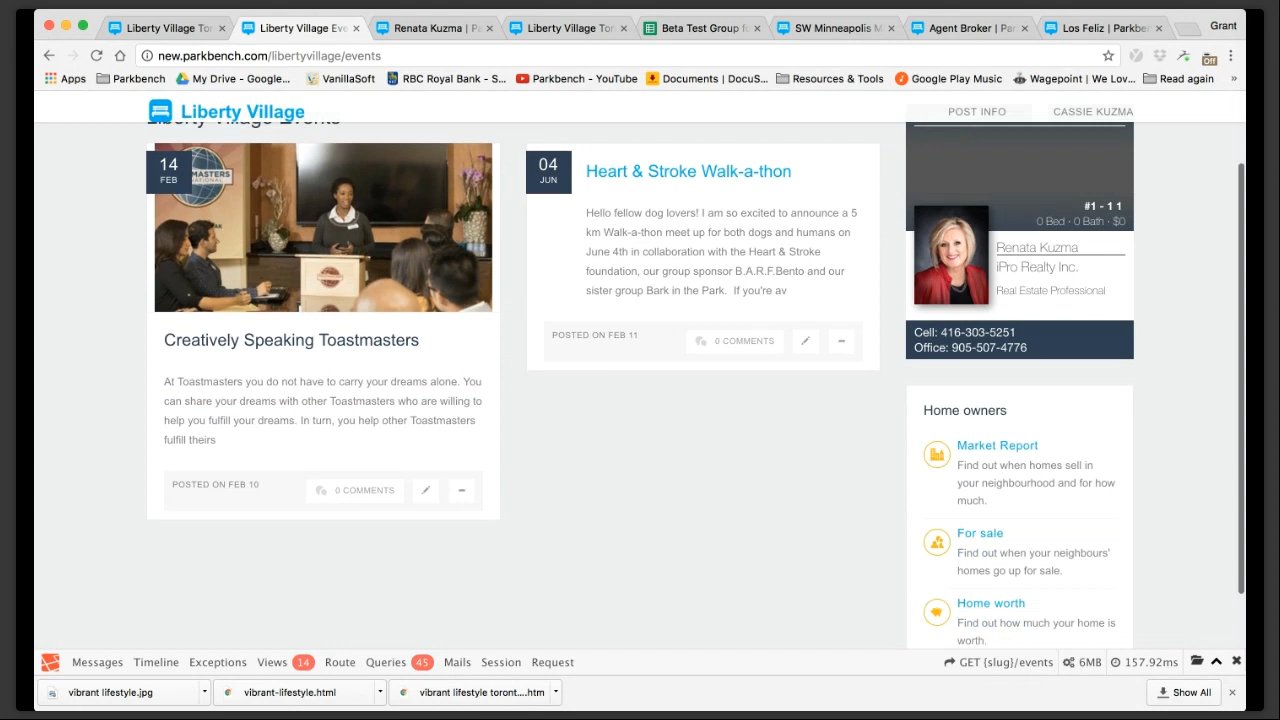 Liberty Village To
Liberty Village Eve
Renata Kuzma | Pa
Liberty Village Tor
Beta Test Group fo
SW Minneapolis M
Agent Broker | Par
Los Feliz | Parkben
Grant
new.parkbench.com/libertyvillage/events
Off
Apps
Parkbench
My Drive - Google...
VanillaSoft
RBC Royal Bank - S...
Parkbench - YouTube
Documents | DocuS...
Resources & Tools
Google Play Music
Wagepoint | We Lov...
Read again
»
Liberty Village
POST INFO
CASSIE KUZMA
Liberty Village Events
14
FEB
MASTERS
Creatively Speaking Toastmasters
At Toastmasters you do not have to carry your dreams alone. You
can share your dreams with other Toastmasters who are willing to
help you fulfill your dreams. In turn, you help other Toastmasters
fulfill theirs
POSTED ON FEB 10
0 COMMENTS
04
JUN
Heart & Stroke Walk-a-thon
Hello fellow dog lovers! I am so excited to announce a 5
km Walk-a-thon meet up for both dogs and humans on
June 4th in collaboration with the Heart & Stroke
foundation, our group sponsor B.A.R.F.Bento and our
sister group Bark in the Park.  If you're av
POSTED ON FEB 11
0 COMMENTS
#1 - 1 1
0 Bed - 0 Bath - $0
Renata Kuzma
iPro Realty Inc.
Real Estate Professional
Cell: 416-303-5251
Office: 905-507-4776
Home owners
Market Report
Find out when homes sell in
your neighbourhood and for how
much.
For sale
Find out when your neighbours'
homes go up for sale.
Home worth
Find out how much your home is
worth.
Messages
Timeline
Exceptions
Views 14
Route
Queries 45
Mails
Session
Request
GET {slug}/events
6MB
157.92ms
vibrant lifestyle.jpg
vibrant-lifestyle.html
vibrant lifestyle toront....htm
Show All